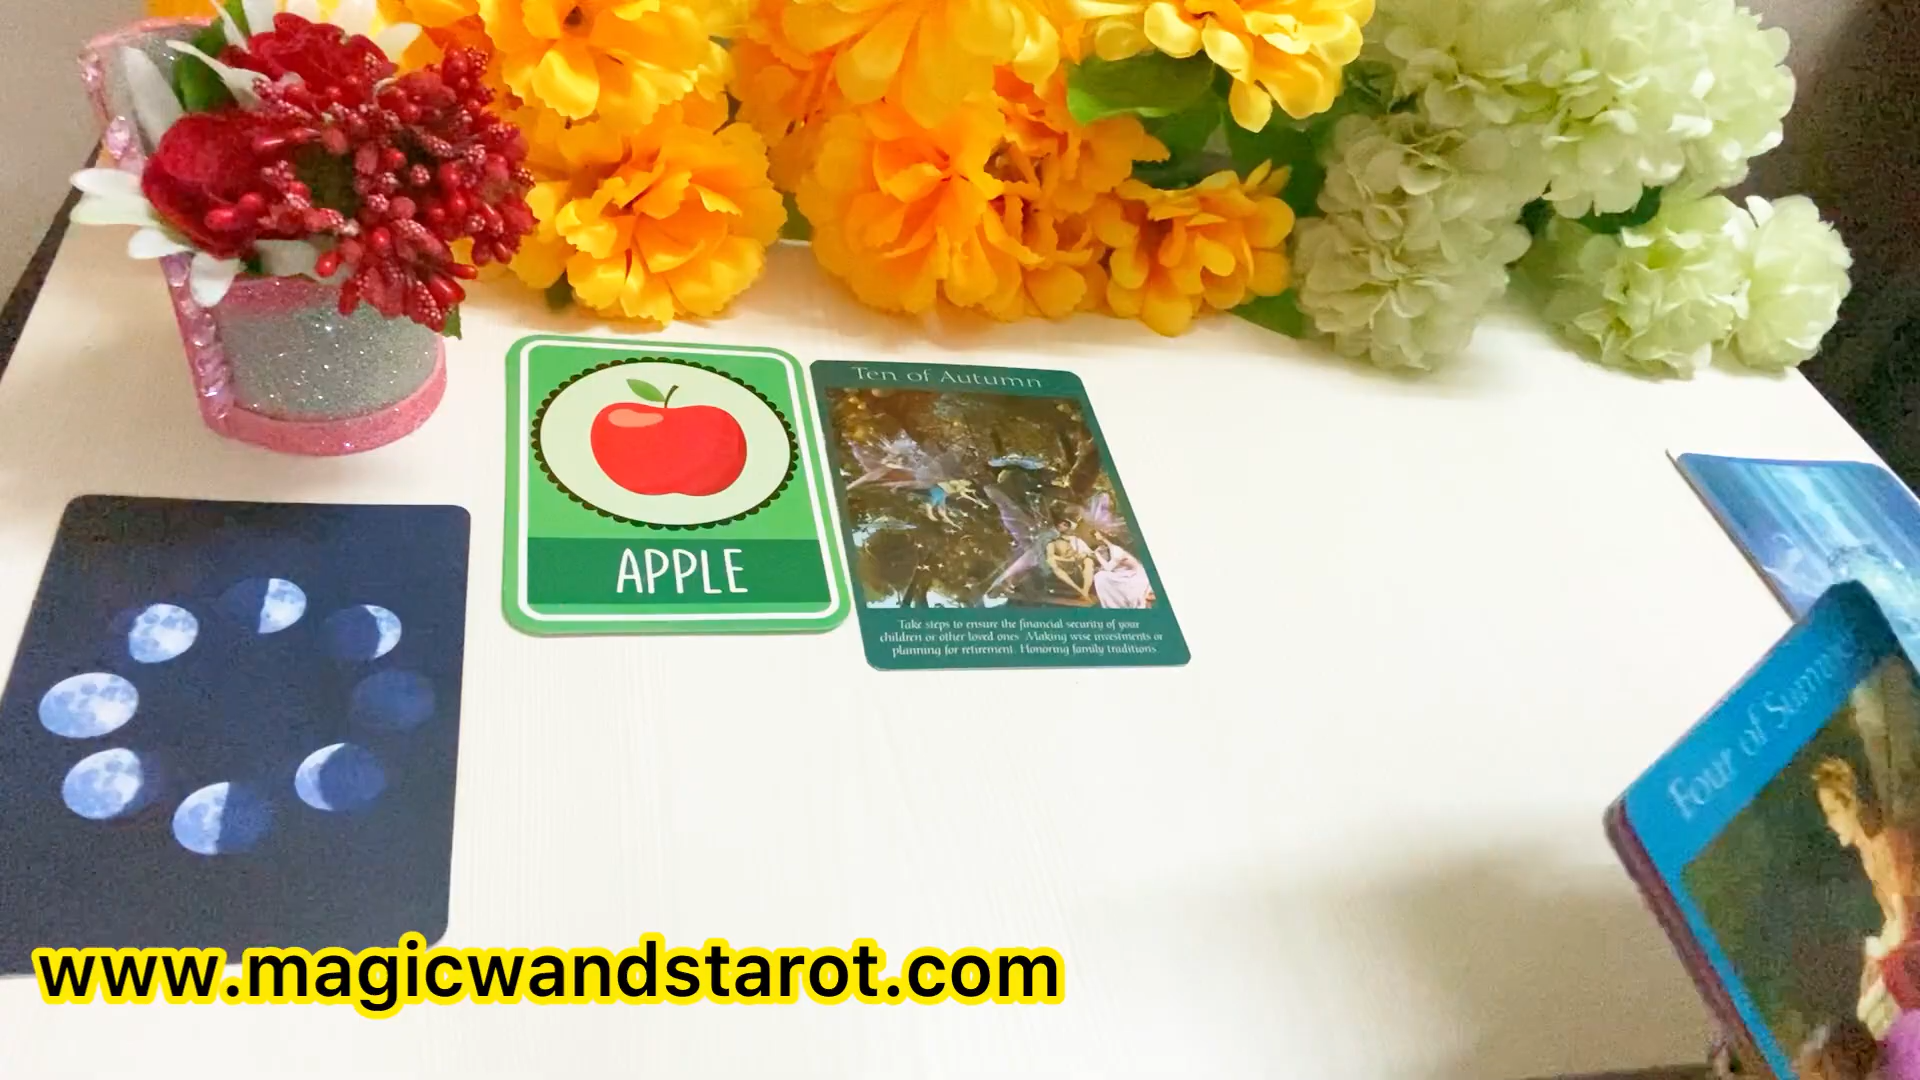 Ten of Autumn
APPLE
Take steps to ensure the financial security of your
children or other loved ones. Making wise investments or
planning for retirement. Honoring family traditions.
Four of Summer
www.magicwandstarot.com